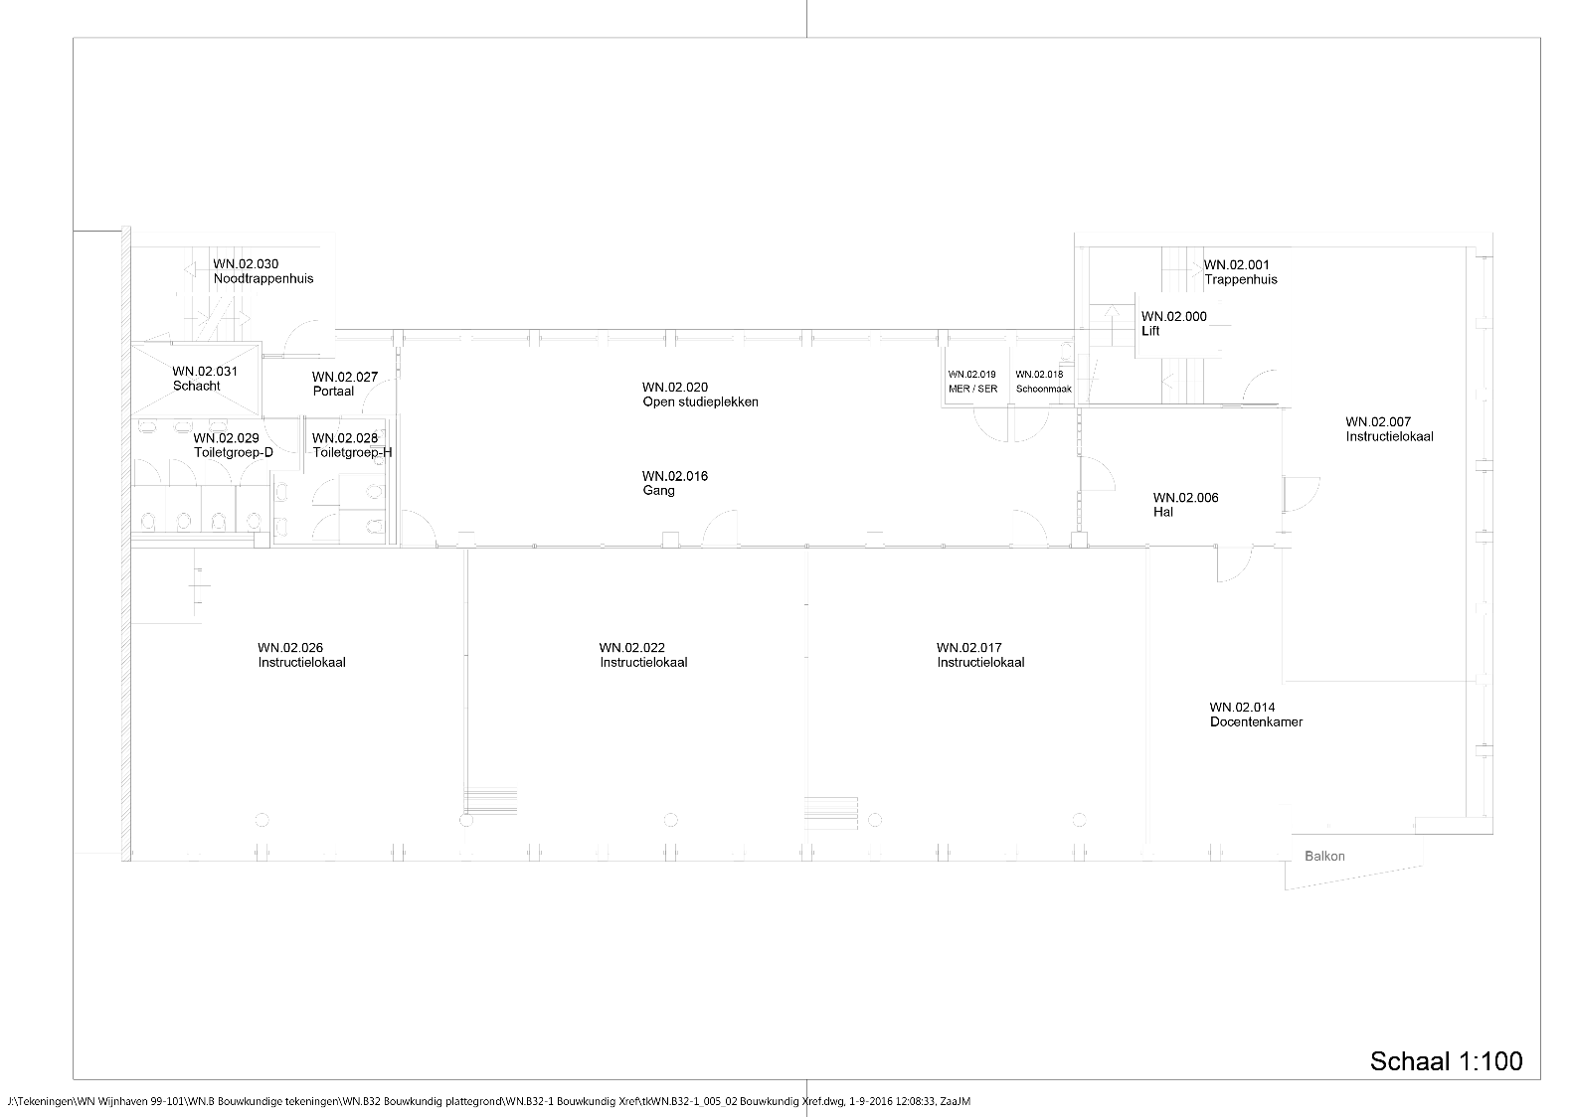 WN.02.030
Noodtrappenhuis
WN.02.001
Trappenhuis
WN.02.000
Lift
WN.02.031
Schacht
WN.02.027
Portaal
WN.02.020
Open studieplekken
WN.02.019
MER / SER
WN.02.018
Schoonmaak
WN.02.007
Instructielokaal
WN.02.029
Toiletgroep-D
WN.02.028
Toiletgroep-H
WN.02.016
Gang
WN.02.006
Hal
WN.02.026
Instructielokaal
WN.02.022
Instructielokaal
WN.02.017
Instructielokaal
WN.02.014
Docentenkamer
Balkon
Schaal 1:100
J:\Tekeningen\WN Wijnhaven 99-101\WN.B Bouwkundige tekeningen\WN.B32 Bouwkundig plattegrond\WN.B32-1 Bouwkundig Xref\tkWN.B32-1_005_02 Bouwkundig Xref.dwg, 1-9-2016 12:08:33, ZaaJM